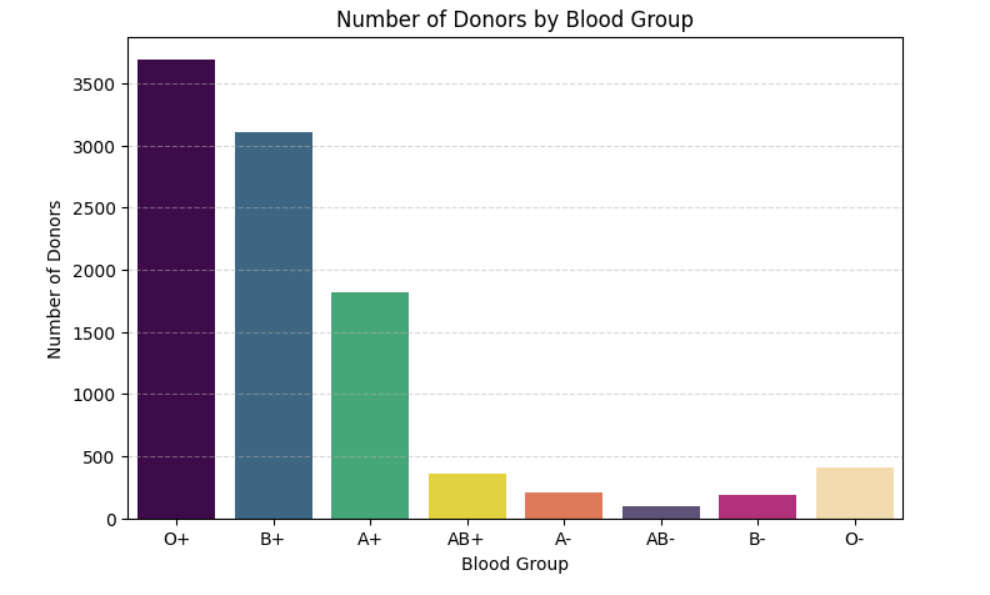 Number of Donors by Blood Group
Number of Donors
3500
3000
2500
2000
1500
1000
500
0
O+ B+ A+ AB+ A- AB- B- O-
Blood Group